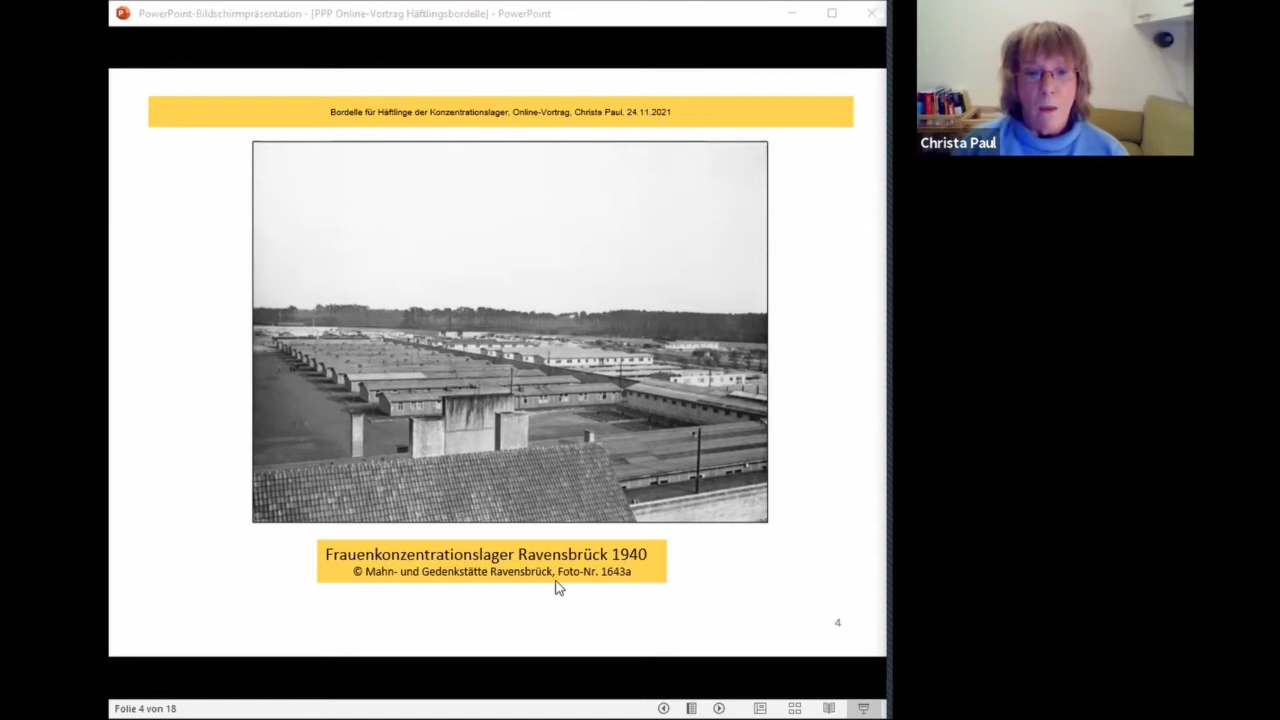 PowerPoint-Bildschirmpräsentation - [PPP Online-Vortrag Häftlingsbordelle] - PowerPoint
Bordelle für Häftlinge der Konzentrationslager, Online-Vortrag, Christa Paul, 24.11.2021
Christa Paul
Frauenkonzentrationslager Ravensbrück 1940
© Mahn- und Gedenkstätte Ravensbrück, Foto-Nr. 1643a
4
Folie 4 von 18